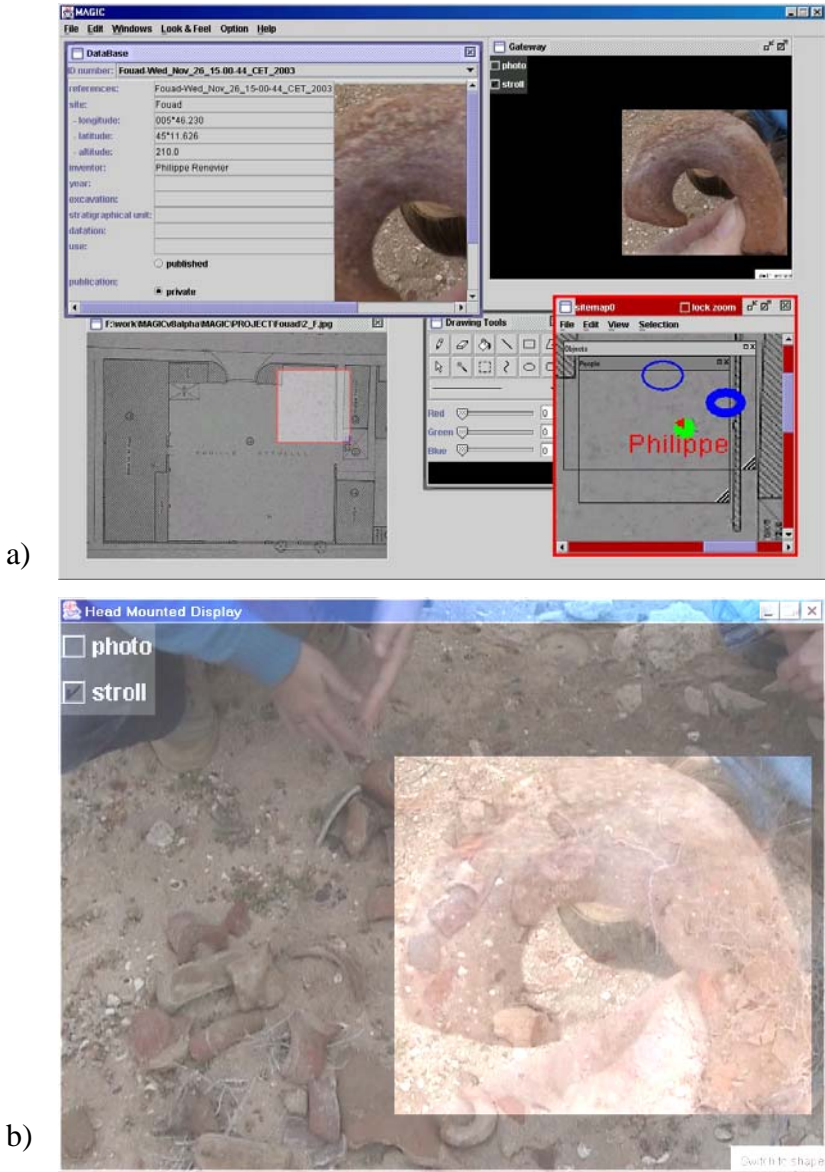 a)
MAGIC
File Edit Windows Look & Feel Option Help
DataBase
ID number: Fouad-Wed_Nov_26_15-00-44_CET_2003
references: Fouad-Wed_Nov_26_15-00-44_CET_2003
site: Fouad
- longitude: 005°46.230
- latitude: 45°11.626
- altitude: 210.0
inventor: Philippe Renevier
year:
excavation:
stratigraphical unit:
datation:
use:
published
publication:
private
Gateway
photo
stroll
F:\work\MAGICv8alpha\MAGIC\PROJECT\Fouad\2_F.jpg
Drawing Tools
Red 0
Green 0
Blue 0
sitemap0 lock zoom
File Edit View Selection
Objects
People
Philippe
b)
Head Mounted Display
photo
stroll
Switch to shape